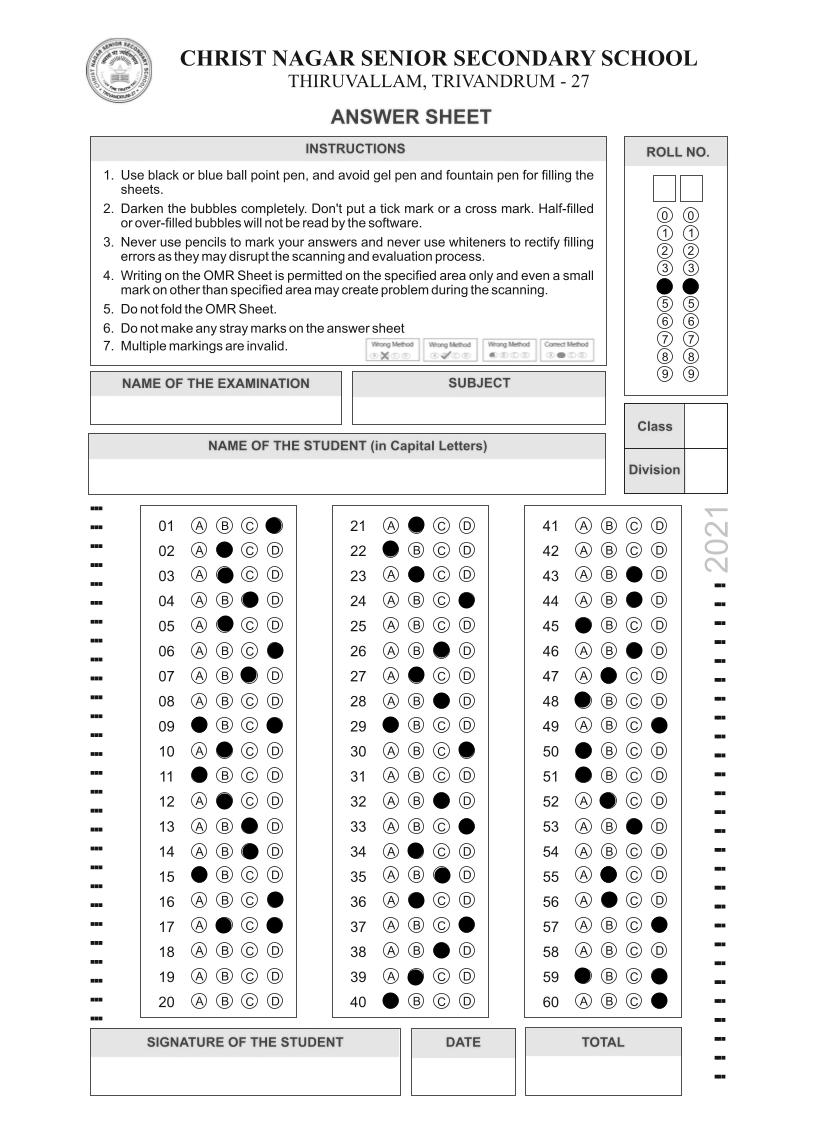 CHRIST NAGAR SENIOR SECONDARY SCHOOL
THIRUVALLAM, TRIVANDRUM - 27
ANSWER SHEET
INSTRUCTIONS
1. Use black or blue ball point pen, and avoid gel pen and fountain pen for filling the
sheets.
2. Darken the bubbles completely. Don't put a tick mark or a cross mark. Half-filled
or over-filled bubbles will not be read by the software.
3. Never use pencils to mark your answers and never use whiteners to rectify filling
errors as they may disrupt the scanning and evaluation process.
4. Writing on the OMR Sheet is permitted on the specified area only and even a small
mark on other than specified area may create problem during the scanning.
5. Do not fold the OMR Sheet.
6. Do not make any stray marks on the answer sheet
7. Multiple markings are invalid.
Wrong Method Wrong Method Wrong Method Correct Method
ROLL NO.
0 0
1 1
2 2
3 3
5 5
6 6
7 7
8 8
9 9
NAME OF THE EXAMINATION
SUBJECT
Class
NAME OF THE STUDENT (in Capital Letters)
Division
2021
01 A B C
02 A C D
03 A C D
04 A B D
05 A C D
06 A B C
07 A B D
08 A B C D
09 B C
10 A C D
11 B C D
12 A C D
13 A B D
14 A B D
15 B C D
16 A B C
17 A C
18 A B C D
19 A B C D
20 A B C D
21 A C D
22 B C D
23 A C D
24 A B C
25 A B C D
26 A B D
27 A C D
28 A B D
29 B C D
30 A B C
31 A B C D
32 A B D
33 A B C
34 A C D
35 A B D
36 A C D
37 A B C
38 A B D
39 A C D
40 B C D
41 A B C D
42 A B C D
43 A B D
44 A B D
45 B C D
46 A B D
47 A C D
48 B C D
49 A B C
50 B C D
51 B C D
52 A C D
53 A B D
54 A B C D
55 A C D
56 A C D
57 A B C
58 A B C D
59 B C
60 A B C
SIGNATURE OF THE STUDENT
DATE
TOTAL